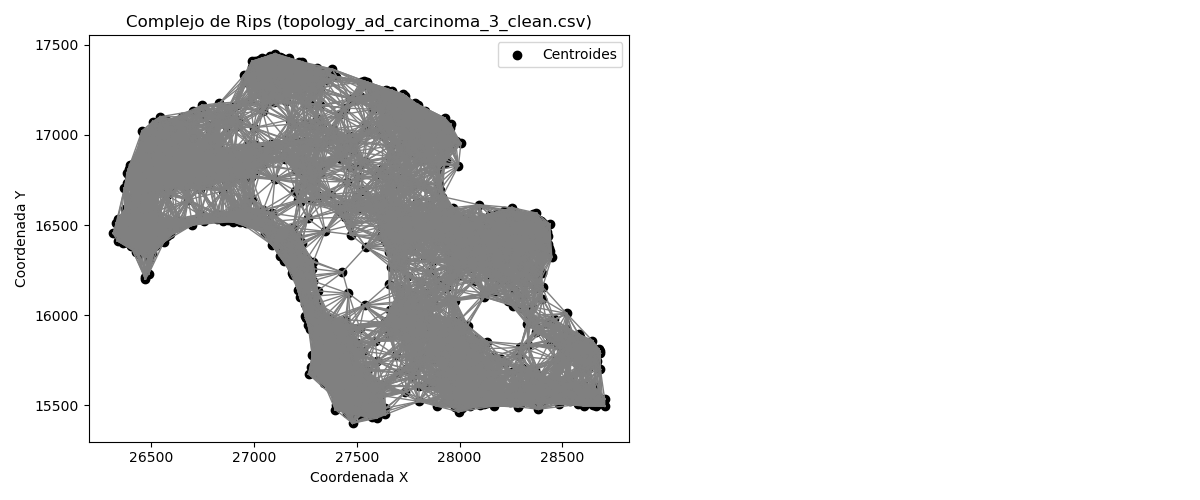 Complejo de Rips (topology_ad_carcinoma_3_clean.csv)
Centroides
17500
17000
16500
16000
15500
Coordenada Y
26500 27000 27500 28000 28500
Coordenada X